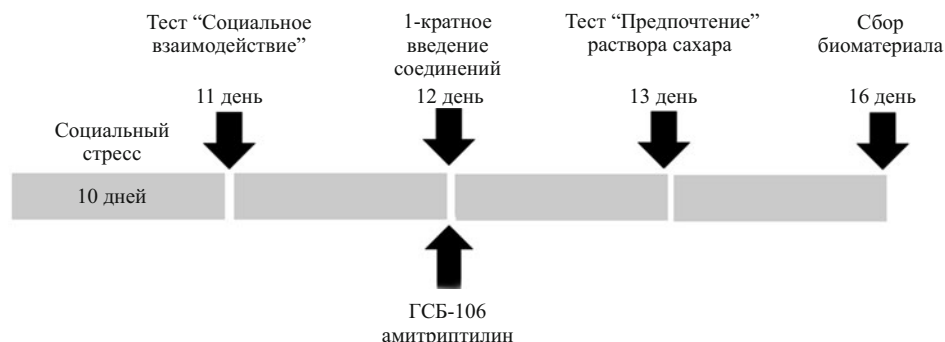 Тест “Социальное
взаимодействие”
11 день
1-кратное
введение
соединений
12 день
Тест “Предпочтение”
раствора сахара
13 день
Сбор
биоматериала
16 день
Социальный
стресс
10 дней
ГСБ-106
амитриптилин